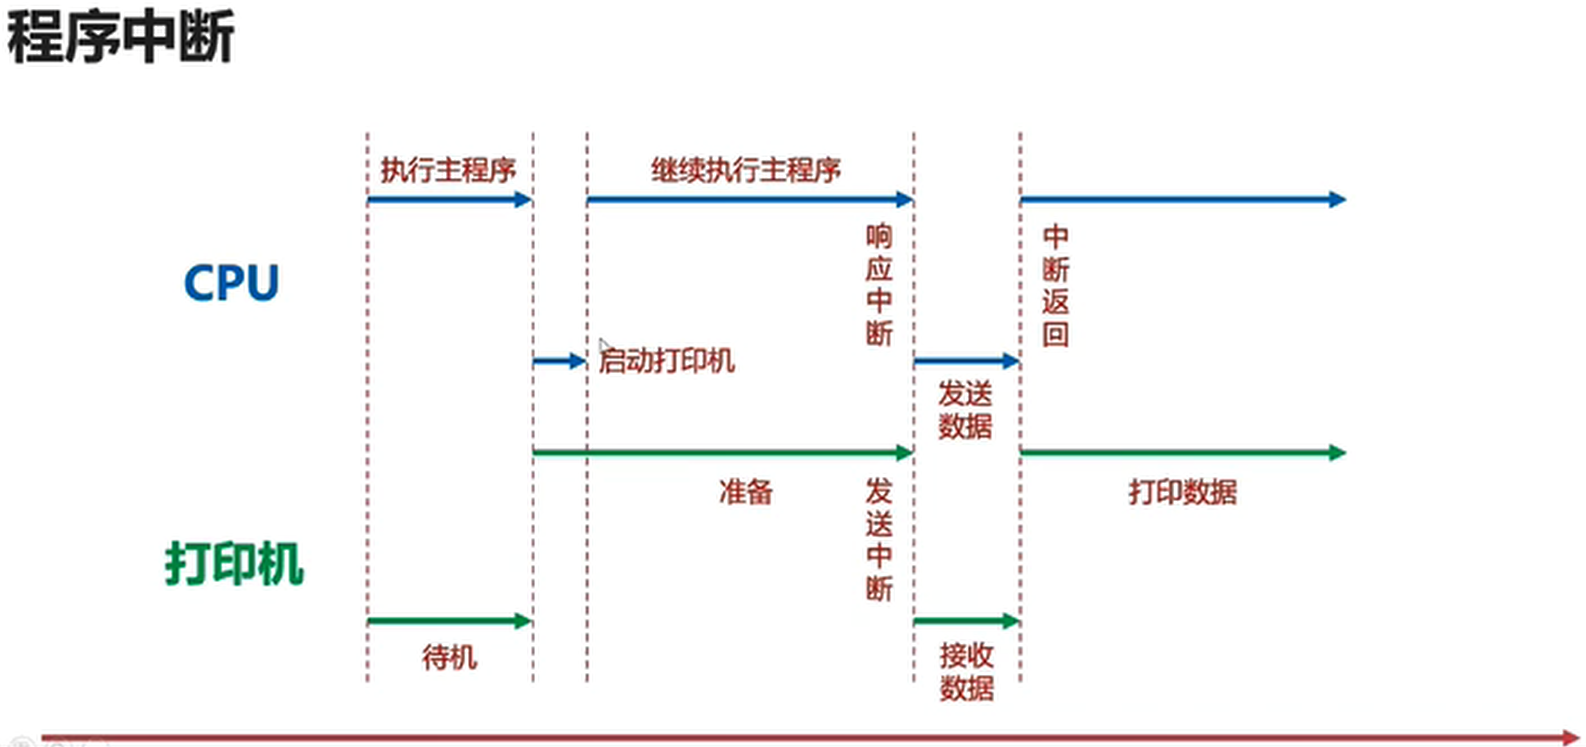 程序中断
执行主程序
继续执行主程序
CPU
响应中断
中断返回
启动打印机
发送
数据
准备
发送中断
打印数据
打印机
待机
接收
数据